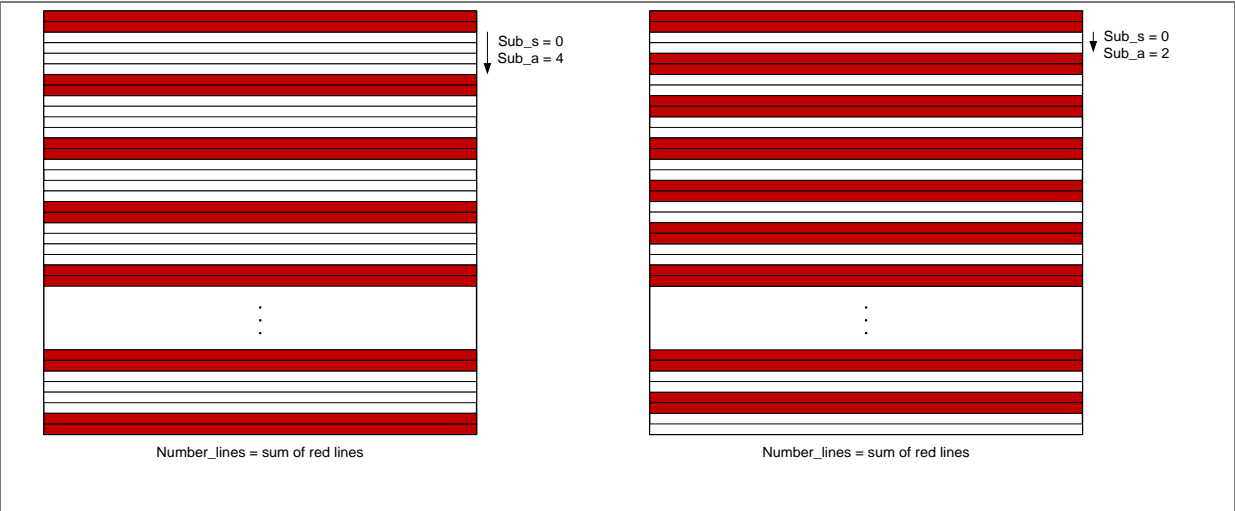 Sub_s = 0
Sub_a = 4
Sub_s = 0
Sub_a = 2
Number_lines = sum of red lines
Number_lines = sum of red lines